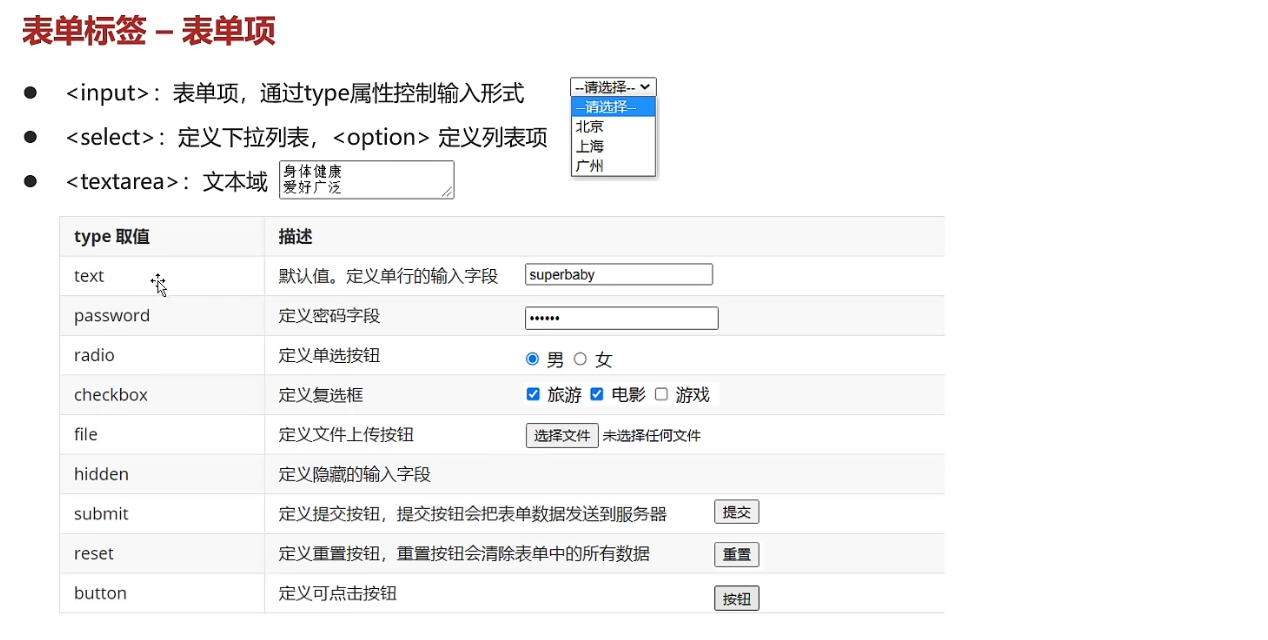 表单标签 – 表单项
● <input>：表单项，通过type属性控制输入形式
● <select>：定义下拉列表，<option> 定义列表项
--请选择--
--请选择--
北京
上海
广州
● <textarea>：文本域
身体健康
爱好广泛
type 取值 描述
text 默认值。定义单行的输入字段 superbaby
password 定义密码字段 ••••••
radio 定义单选按钮 男 女
checkbox 定义复选框 旅游 电影 游戏
file 定义文件上传按钮 选择文件 未选择任何文件
hidden 定义隐藏的输入字段
submit 定义提交按钮，提交按钮会把表单数据发送到服务器 提交
reset 定义重置按钮，重置按钮会清除表单中的所有数据 重置
button 定义可点击按钮 按钮